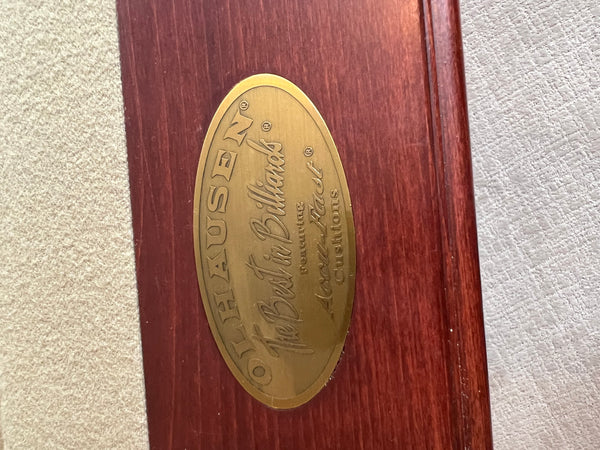 OLHAUSEN®
The Best in Billiards®
Featuring
Accu-Fast®
Cushions